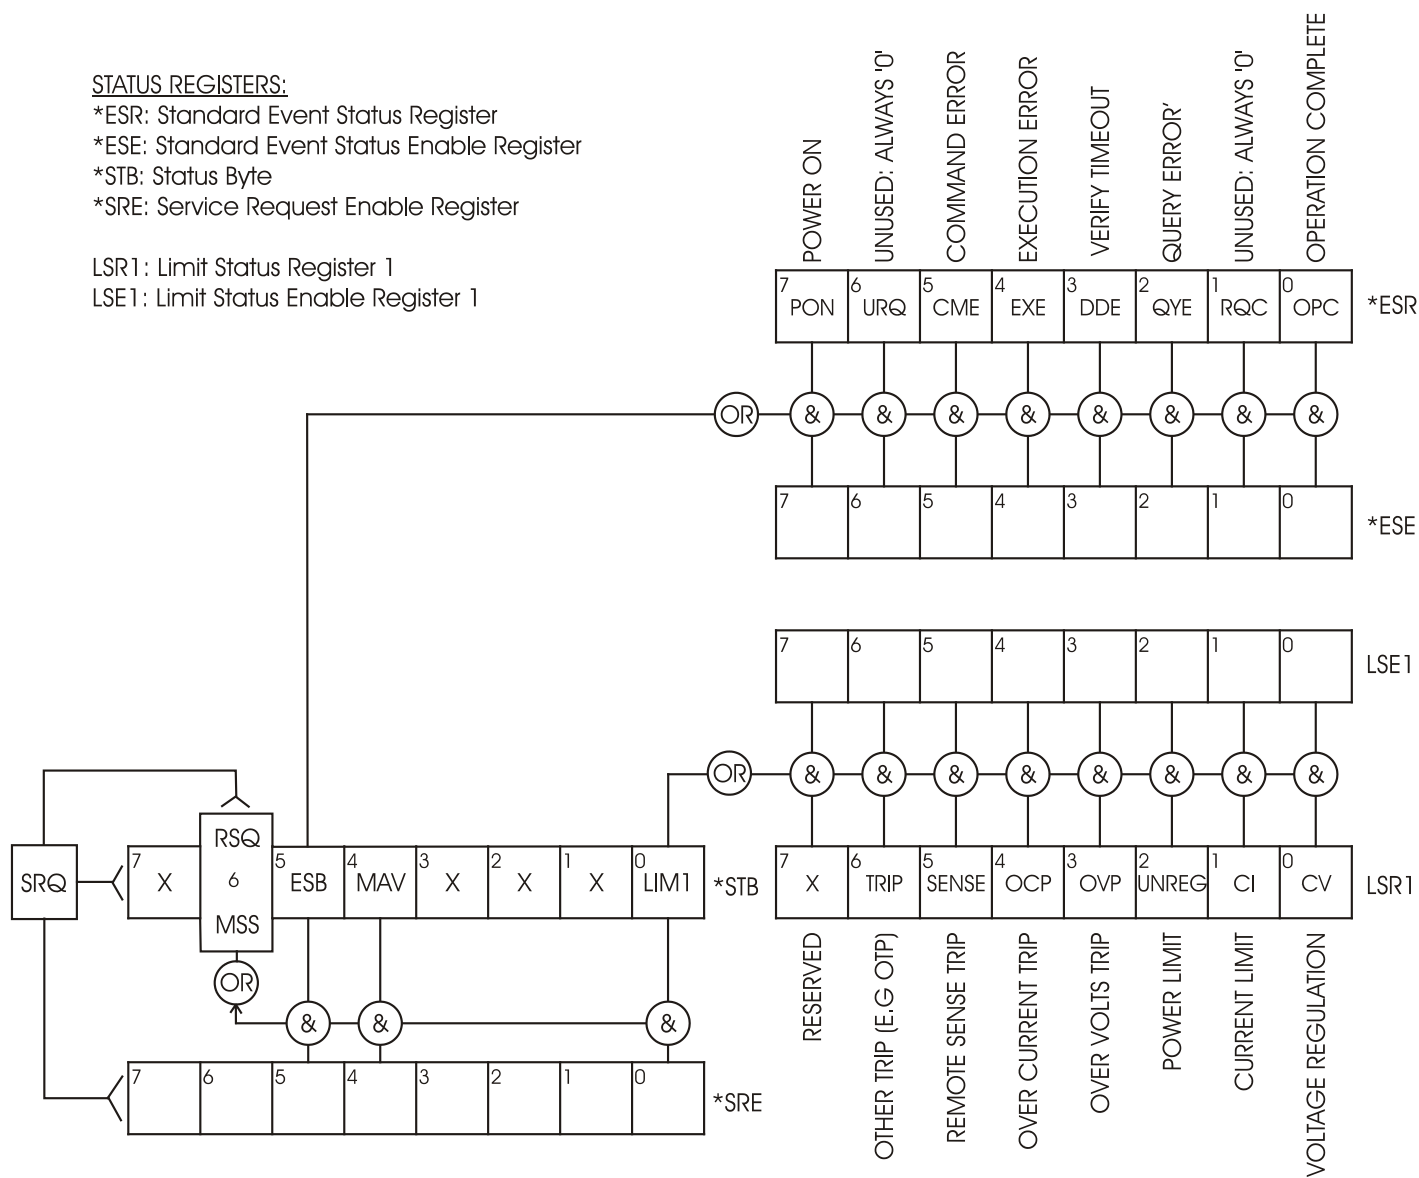 STATUS REGISTERS:
*ESR: Standard Event Status Register
*ESE: Standard Event Status Enable Register
*STB: Status Byte
*SRE: Service Request Enable Register
LSR1: Limit Status Register 1
LSE1: Limit Status Enable Register 1
POWER ON
UNUSED: ALWAYS '0'
COMMAND ERROR
EXECUTION ERROR
VERIFY TIMEOUT
QUERY ERROR'
UNUSED: ALWAYS '0'
OPERATION COMPLETE
7 6 5 4 3 2 1 0
PON URQ CME EXE DDE QYE RQC OPC *ESR
OR & & & & & & & &
7 6 5 4 3 2 1 0
*ESE
7 6 5 4 3 2 1 0
LSE1
OR & & & & & & & &
7 6 5 4 3 2 1 0
X TRIP SENSE OCP OVP UNREG CI CV LSR1
RESERVED
OTHER TRIP (E.G OTP)
REMOTE SENSE TRIP
OVER CURRENT TRIP
OVER VOLTS TRIP
POWER LIMIT
CURRENT LIMIT
VOLTAGE REGULATION
RSQ
7 5 4 3 2 1 0
SRQ X 6 ESB MAV X X X LIM1 *STB
MSS
OR
& & &
7 6 5 4 3 2 1 0
*SRE